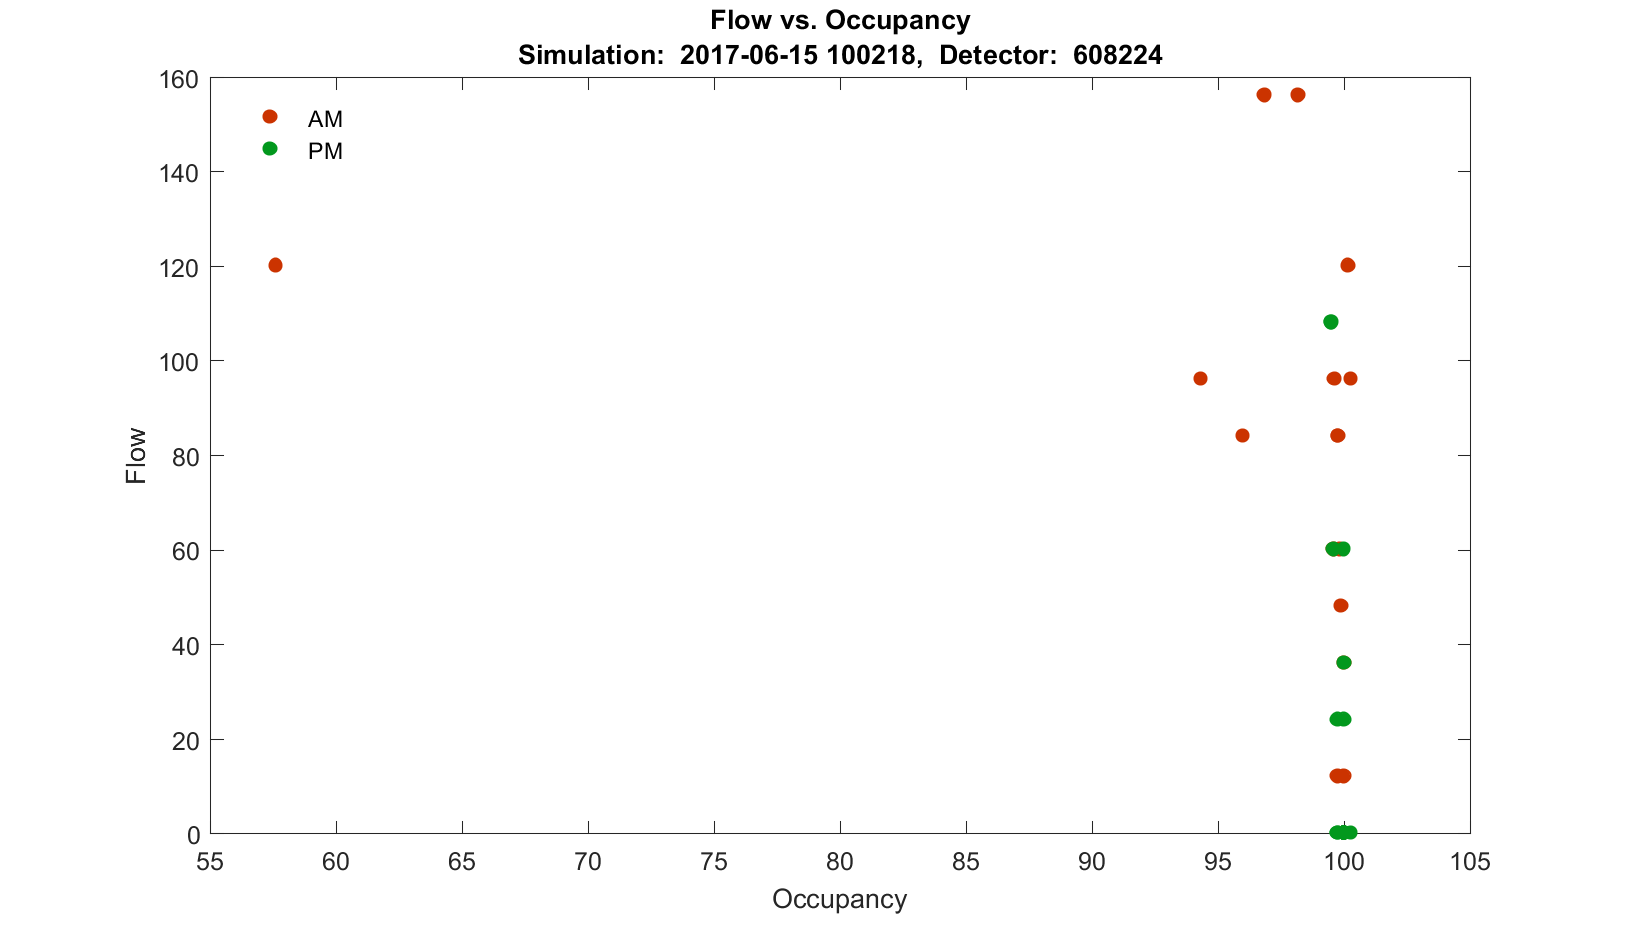 Flow vs. Occupancy
Simulation:  2017-06-15 100218,  Detector:  608224
160
AM
PM
140
120
100
Flow
80
60
40
20
0
55 60 65 70 75 80 85 90 95 100 105
Occupancy